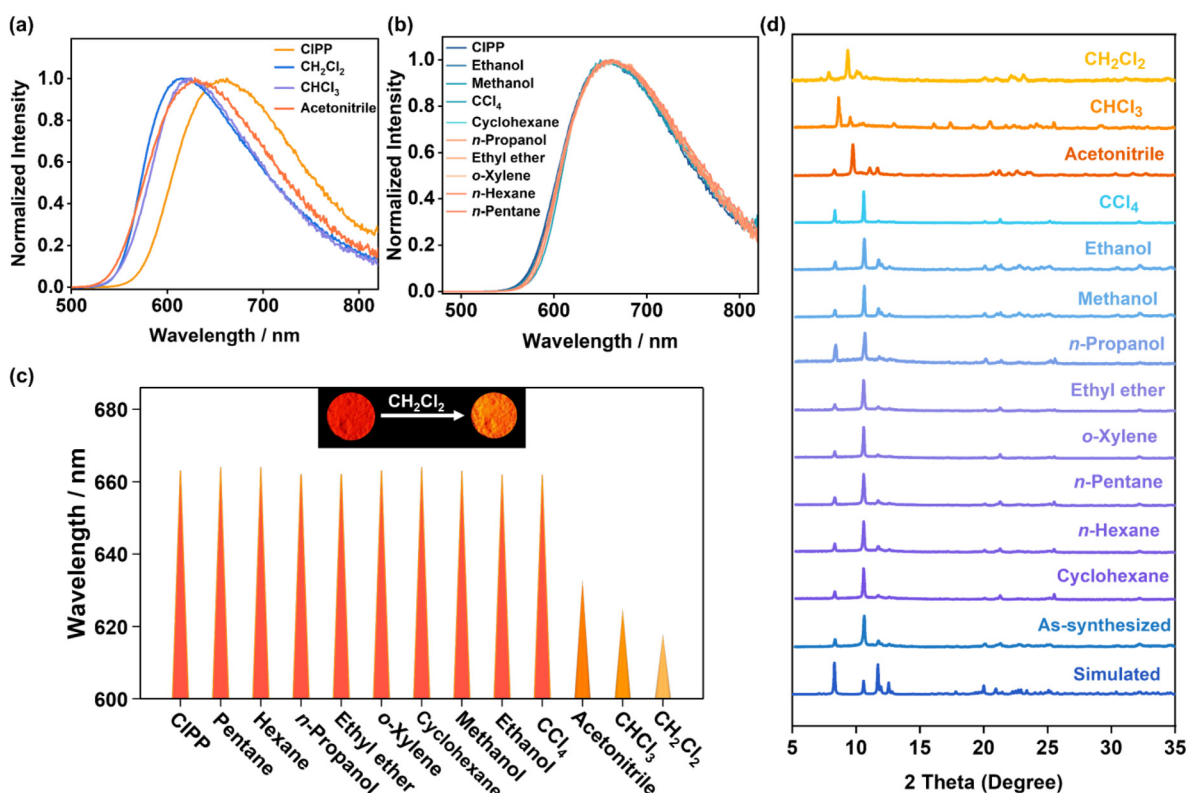 (a)
Normalized Intensity
1.0
0.8
0.6
0.4
0.2
0.0
500
600
700
800
Wavelength / nm
CIPP
CH2Cl2
CHCl3
Acetonitrile
(b)
Normalized Intensity
1.0
0.8
0.6
0.4
0.2
0.0
500
600
700
800
Wavelength / nm
CIPP
Ethanol
Methanol
CCl4
Cyclohexane
n-Propanol
Ethyl ether
o-Xylene
n-Hexane
n-Pentane
(c)
Wavelength / nm
680
660
640
620
600
CH2Cl2
CIPP
Pentane
Hexane
n-Propanol
Ethyl ether
o-Xylene
Cyclohexane
Methanol
Ethanol
CCl4
Acetonitrile
CHCl3
CH2Cl2
(d)
CH2Cl2
CHCl3
Acetonitrile
CCl4
Ethanol
Methanol
n-Propanol
Ethyl ether
o-Xylene
n-Pentane
n-Hexane
Cyclohexane
As-synthesized
Simulated
5
10
15
20
25
30
35
2 Theta (Degree)